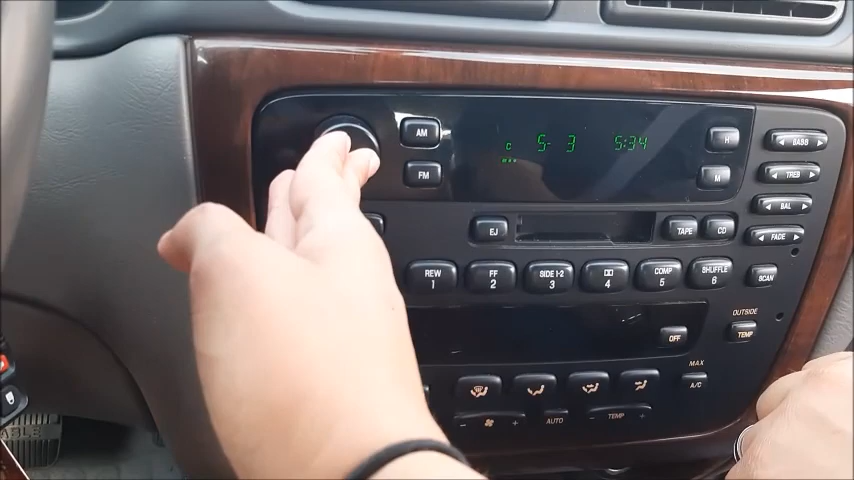 AM
C 5- 3 5:34
H
BASS
FM
M
TREB
BAL
EJ
TAPE
CD
FADE
REW
1
FF
2
SIDE 1-2
3
4
COMP
5
SHUFFLE
6
SCAN
OUTSIDE
TEMP
OFF
MAX
A/C
- +
AUTO
- TEMP +
ABLE